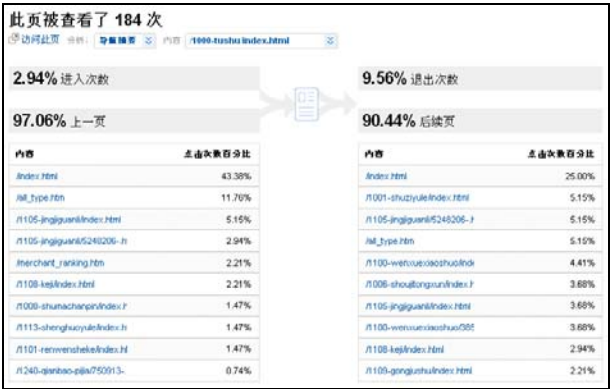 此页被查看了 184 次
访问此页 分析: 导航摘要 内容: /1000-tushu/index.html
2.94% 进入次数
97.06% 上一页
内容 点击次数百分比
/index.html 43.38%
/all_type.htm 11.76%
/1105-jingjiguanli/index.html 5.15%
/1105-jingjiguanli/5248206-.h 2.94%
/merchant_ranking.htm 2.21%
/1108-keji/index.html 2.21%
/1008-shumachanpin/index.h 1.47%
/1113-shenghuoyule/index.h 1.47%
/1101-renwensheke/index.ht 1.47%
/1240-qianbao-pijia/750913- 0.74%
9.56% 退出次数
90.44% 后续页
内容 点击次数百分比
/index.html 25.00%
/1001-shuziyule/index.html 5.15%
/1105-jingjiguanli/5248206-.h 5.15%
/all_type.htm 5.15%
/1100-wenxuexiaoshuo/inde 4.41%
/1006-shoujitongxun/index.h 3.68%
/1105-jingjiguanli/index.html 3.68%
/1100-wenxuexiaoshuo/385 3.68%
/1108-keji/index.html 2.94%
/1109-gongjushu/index.html 2.21%